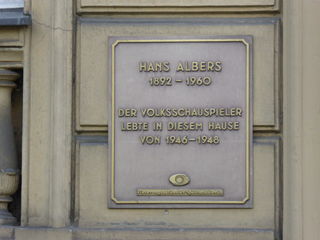 HANS ALBERS
1892 – 1960
DER VOLKSSCHAUSPIELER
LEBTE IN DIESEM HAUSE
VON 1946–1948